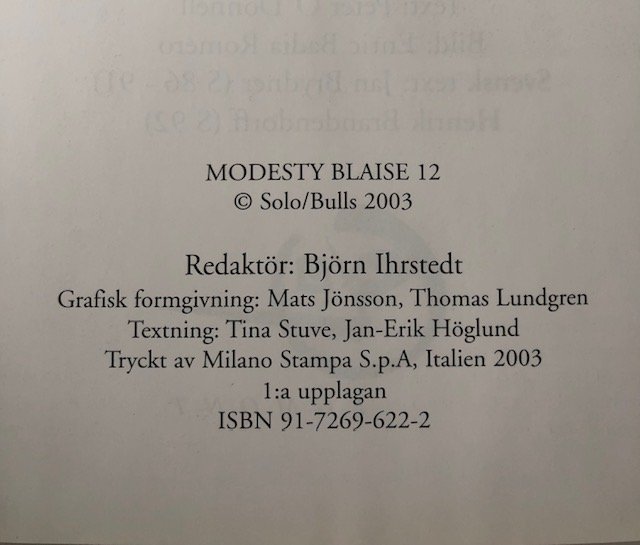 MODESTY BLAISE 12
© Solo/Bulls 2003
Redaktör: Björn Ihrstedt
Grafisk formgivning: Mats Jönsson, Thomas Lundgren
Textning: Tina Stuve, Jan-Erik Höglund
Tryckt av Milano Stampa S.p.A, Italien 2003
1:a upplagan
ISBN 91-7269-622-2